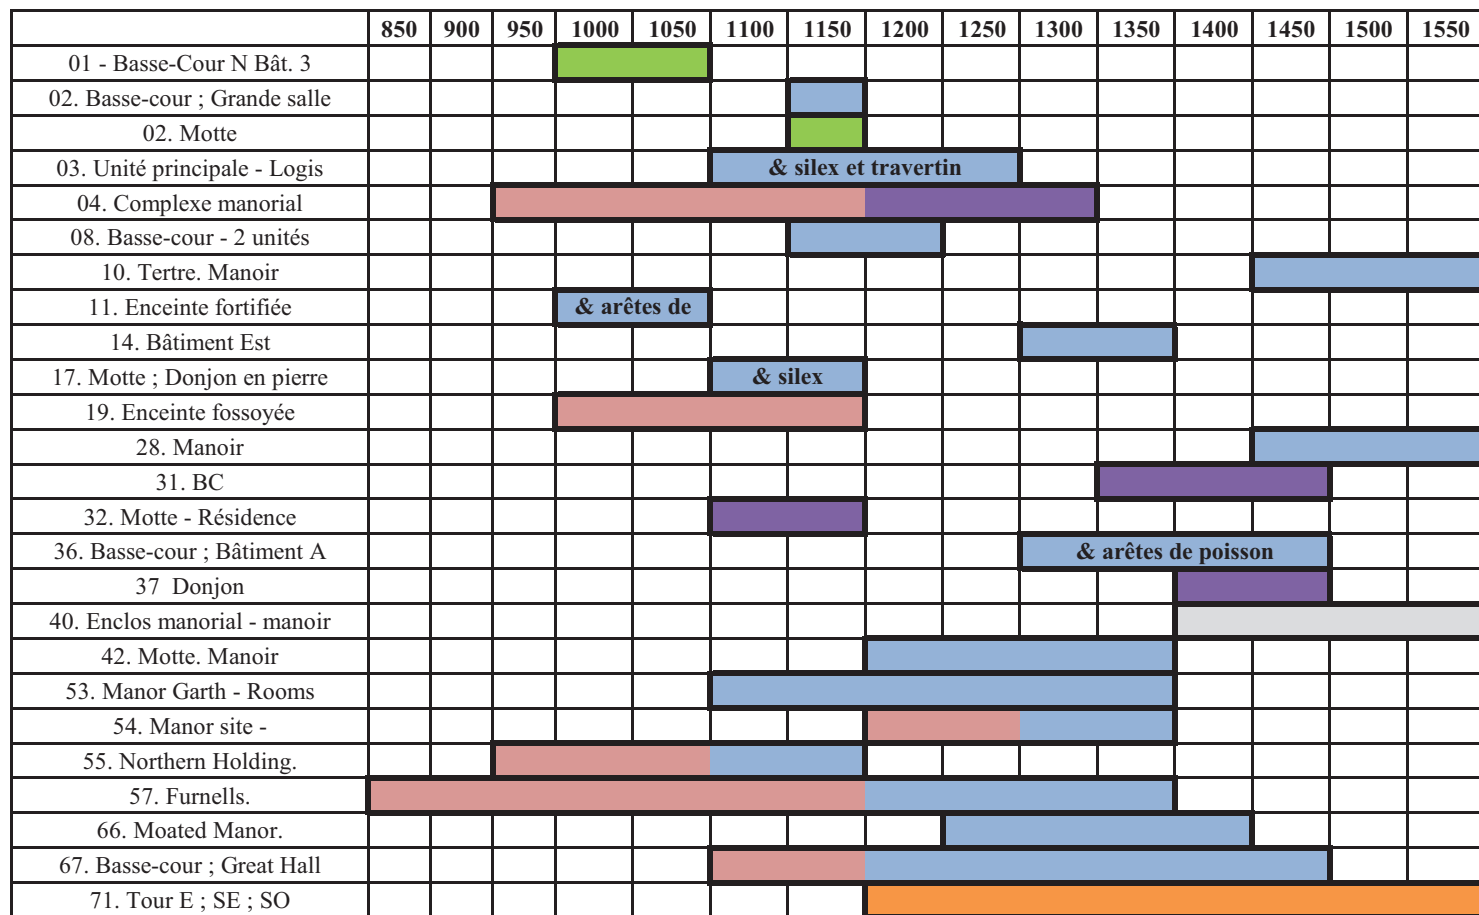 850 900 950 1000 1050 1100 1150 1200 1250 1300 1350 1400 1450 1500 1550
01 - Basse-Cour N Bât. 3
02. Basse-cour ; Grande salle
02. Motte
03. Unité principale - Logis & silex et travertin
04. Complexe manorial
08. Basse-cour - 2 unités
10. Tertre. Manoir
11. Enceinte fortifiée & arêtes de
14. Bâtiment Est
17. Motte ; Donjon en pierre & silex
19. Enceinte fossoyée
28. Manoir
31. BC
32. Motte - Résidence
36. Basse-cour ; Bâtiment A & arêtes de poisson
37 Donjon
40. Enclos manorial - manoir
42. Motte. Manoir
53. Manor Garth - Rooms
54. Manor site -
55. Northern Holding.
57. Furnells.
66. Moated Manor.
67. Basse-cour ; Great Hall
71. Tour E ; SE ; SO